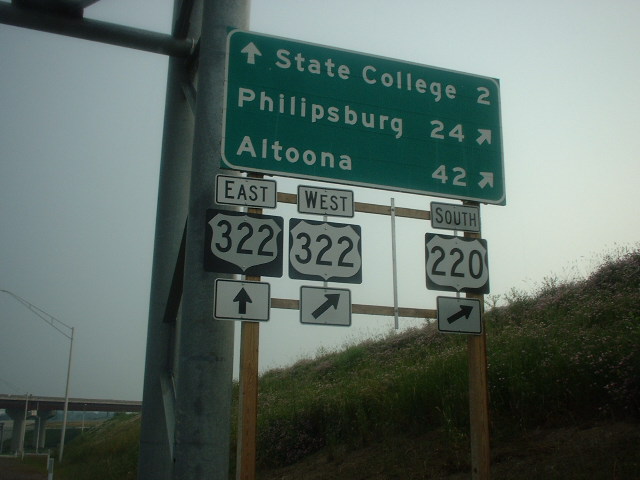 State College 2
Philipsburg 24
Altoona 42
EAST WEST SOUTH
322 322 220